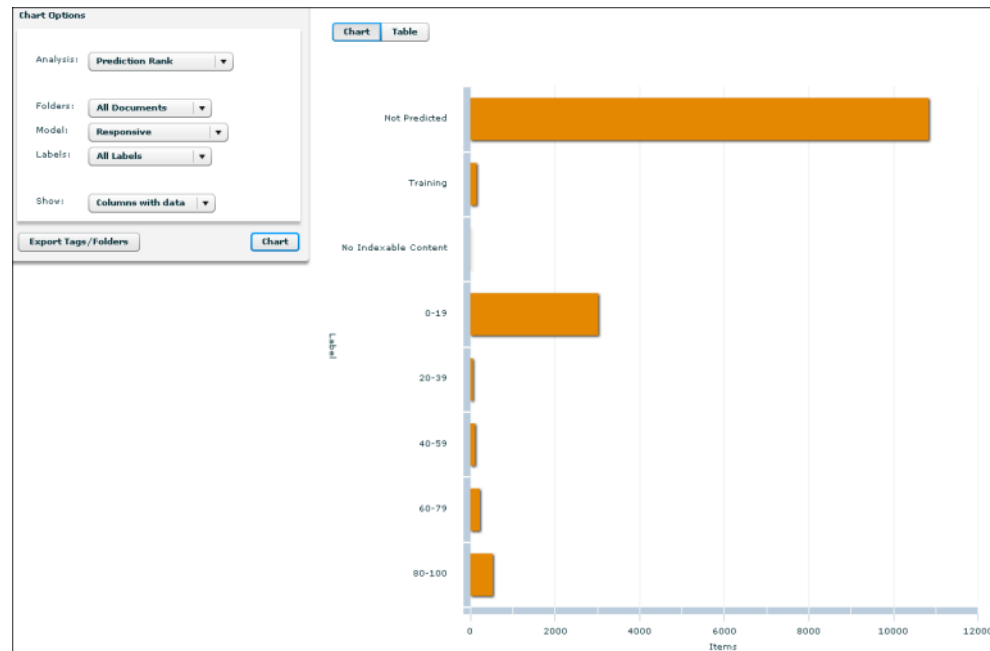 Chart Options
Analysis: Prediction Rank
Folders: All Documents
Model: Responsive
Labels: All Labels
Show: Columns with data
Export Tags/Folders Chart
Chart Table
Label
Not Predicted
Training
No Indexable Content
0-19
20-39
40-59
60-79
80-100
0 2000 4000 6000 8000 10000 12000
Items